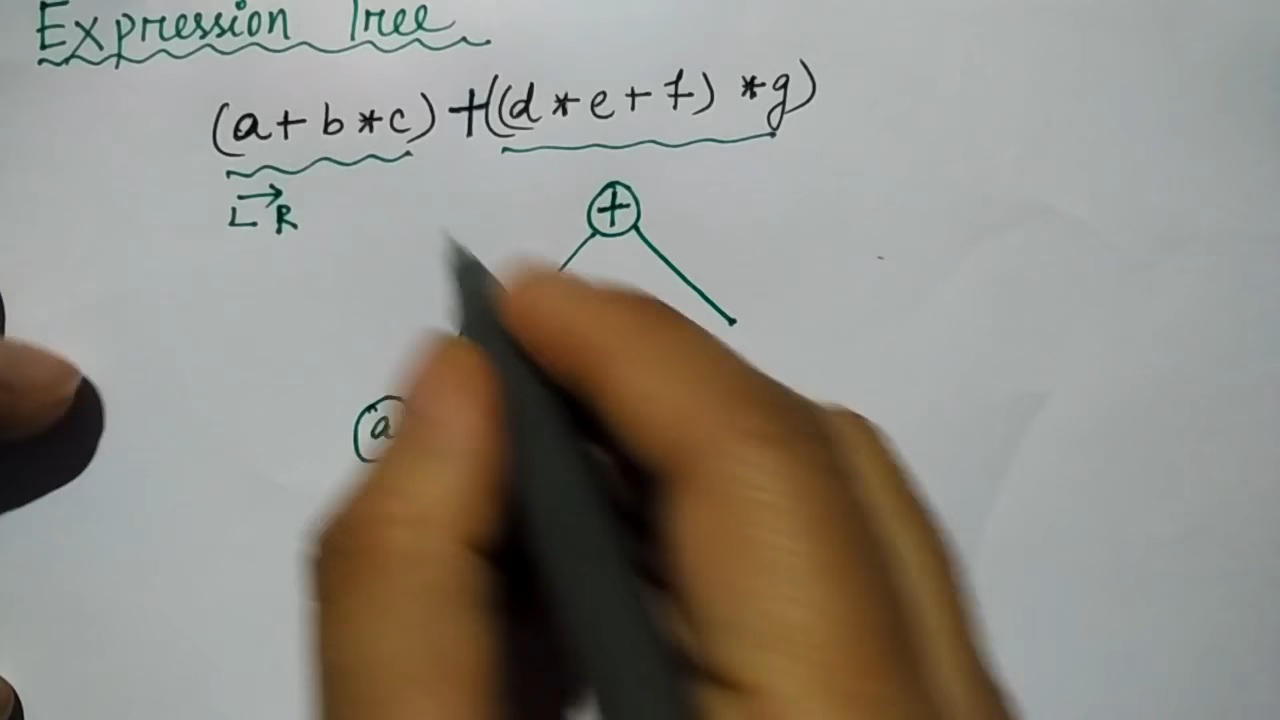 Expression Tree
(a + b * c) + ((d * e + f) * g)
L R
+
a